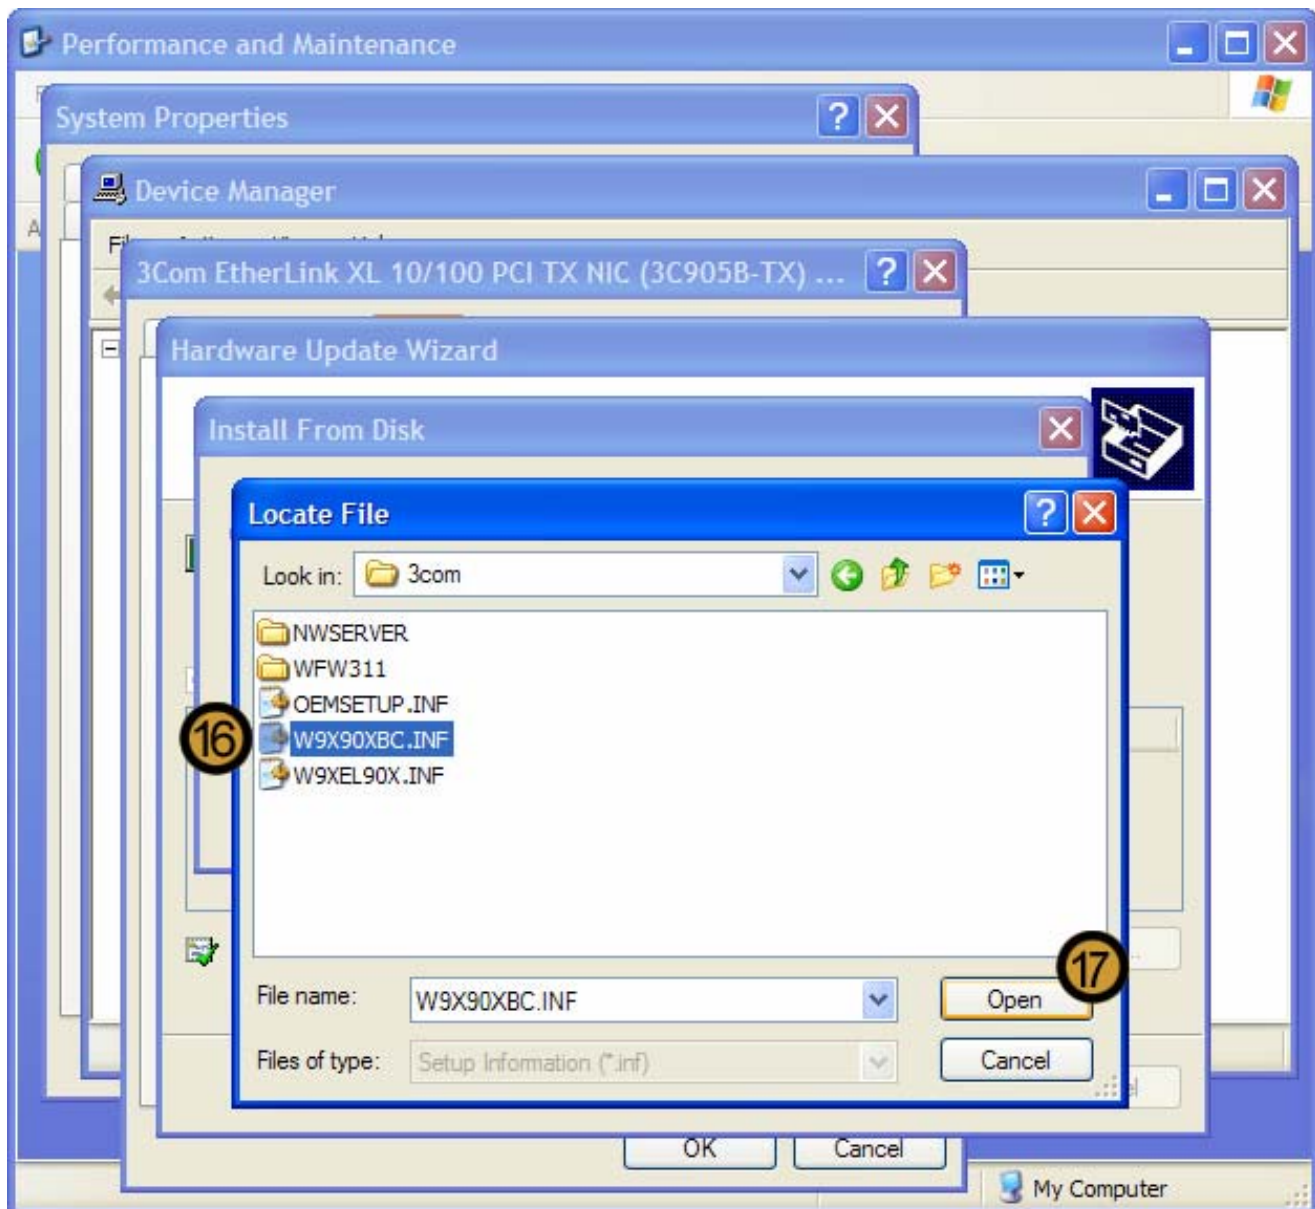 Performance and Maintenance
System Properties
Device Manager
3Com EtherLink XL 10/100 PCI TX NIC (3C905B-TX) ...
Hardware Update Wizard
Install From Disk
Locate File
Look in: 3com
NWSERVER
WFW311
OEMSETUP.INF
16 W9X90XBC.INF
W9XEL90X.INF
17
File name: W9X90XBC.INF Open
Files of type: Setup Information (*.inf) Cancel
OK Cancel
My Computer